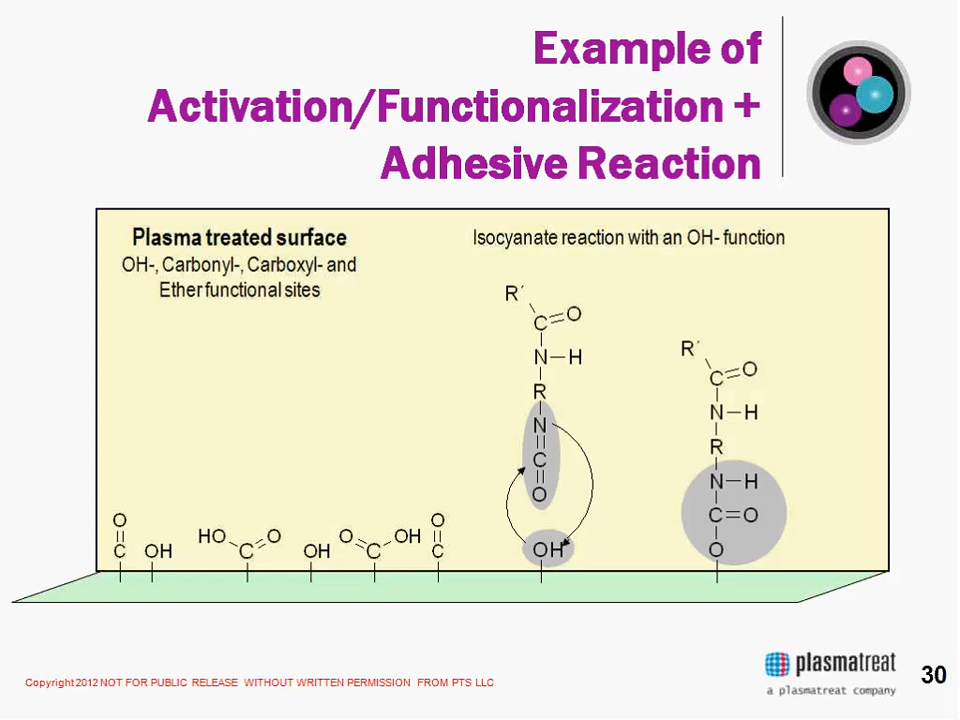 Example of
Activation/Functionalization +
Adhesive Reaction
Plasma treated surface
OH-, Carbonyl-, Carboxyl- and
Ether functional sites
Isocyanate reaction with an OH- function
R´
C=O
N–H
R
N
C
O
OH
R´
C=O
N–H
R
N–H
C=O
O
O
C
OH
HO
O
C
OH
O
OH
C
O
C
Copyright 2012 NOT FOR PUBLIC RELEASE WITHOUT WRITTEN PERMISSION FROM PTS LLC
plasmatreat
a plasmatreat company
30